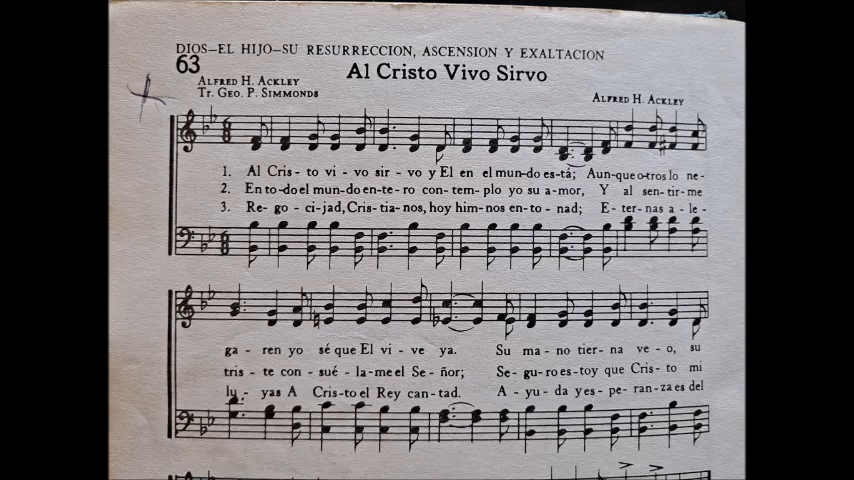 DIOS—EL HIJO—SU RESURRECCION, ASCENSION Y EXALTACION
63
Al Cristo Vivo Sirvo
ALFRED H. ACKLEY
Tr. GEO. P. SIMMONDS
ALFRED H. ACKLEY
1. Al Cris - to vi - vo sir - vo y El en el mun-do es-tá; Aun-que otros lo ne-
2. En to-do el mun-do en-te-ro con-tem-plo yo su a-mor, Y al sen-tir-me
3. Re-go-ci-jad, Cris-tia-nos, hoy him-nos en-to-nad; E-ter-nas a-le-
ga - ren yo sé que El vi - ve ya. Su ma - no tier - na ve - o, su
tris - te con - sué - la-me el Se - ñor; Se - gu-ro es-toy que Cris - to mi
lu - yas A Cris-to el Rey can-tad. A - yu - da y es - pe - ran-za es del